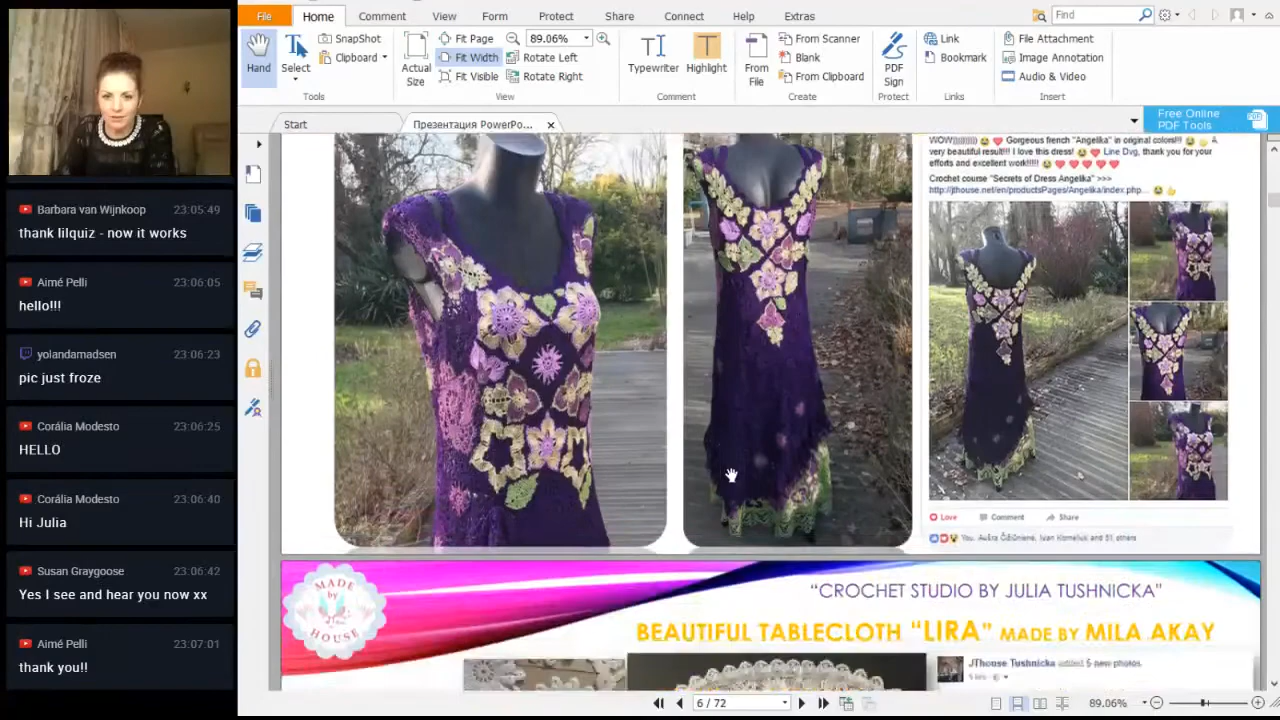 File
Home
Comment
View
Form
Protect
Share
Connect
Help
Extras
Find
Hand
Select
SnapShot
Clipboard
Tools
Actual
Size
Fit Page
Fit Width
Fit Visible
89.06%
Rotate Left
Rotate Right
View
Typewriter
Highlight
Comment
From
File
From Scanner
Blank
From Clipboard
Create
PDF
Sign
Protect
Link
Bookmark
Links
File Attachment
Image Annotation
Audio & Video
Insert
Start
Презентация PowerPo...
Free Online
PDF Tools
Barbara van Wijnkoop 23:05:49
thank lilquiz - now it works
Aimé Pelli 23:06:05
hello!!!
yolandamadsen 23:06:23
pic just froze
Corália Modesto 23:06:25
HELLO
Corália Modesto 23:06:40
Hi Julia
Susan Graygoose 23:06:42
Yes I see and hear you now xx
Aimé Pelli 23:07:01
thank you!!
WOW)))))))))) Gorgeous french "Angelika" in original colors!!! A
very beautiful result!!! I love this dress! Line Dvg, thank you for your
efforts and excellent work!!!!!
Crochet course "Secrets of Dress Angelika" >>>
http://jthouse.net/en/productsPages/Angelika/index.php...
Love Comment Share
You, Ivan Kornelius and 51 others
MADE
by
HOUSE
"CROCHET STUDIO BY JULIA TUSHNICKA"
BEAUTIFUL TABLECLOTH "LIRA" MADE BY MILA AKAY
JThouse Tushnicka added 5 new photos.
6 / 72
89.06%